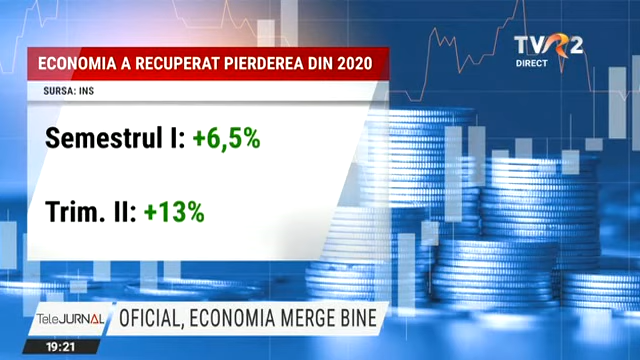 ECONOMIA A RECUPERAT PIERDEREA DIN 2020
TVR2
DIRECT
SURSA: INS
Semestrul I: +6,5%
Trim. II: +13%
TeleJURNAL
OFICIAL, ECONOMIA MERGE BINE
19:21